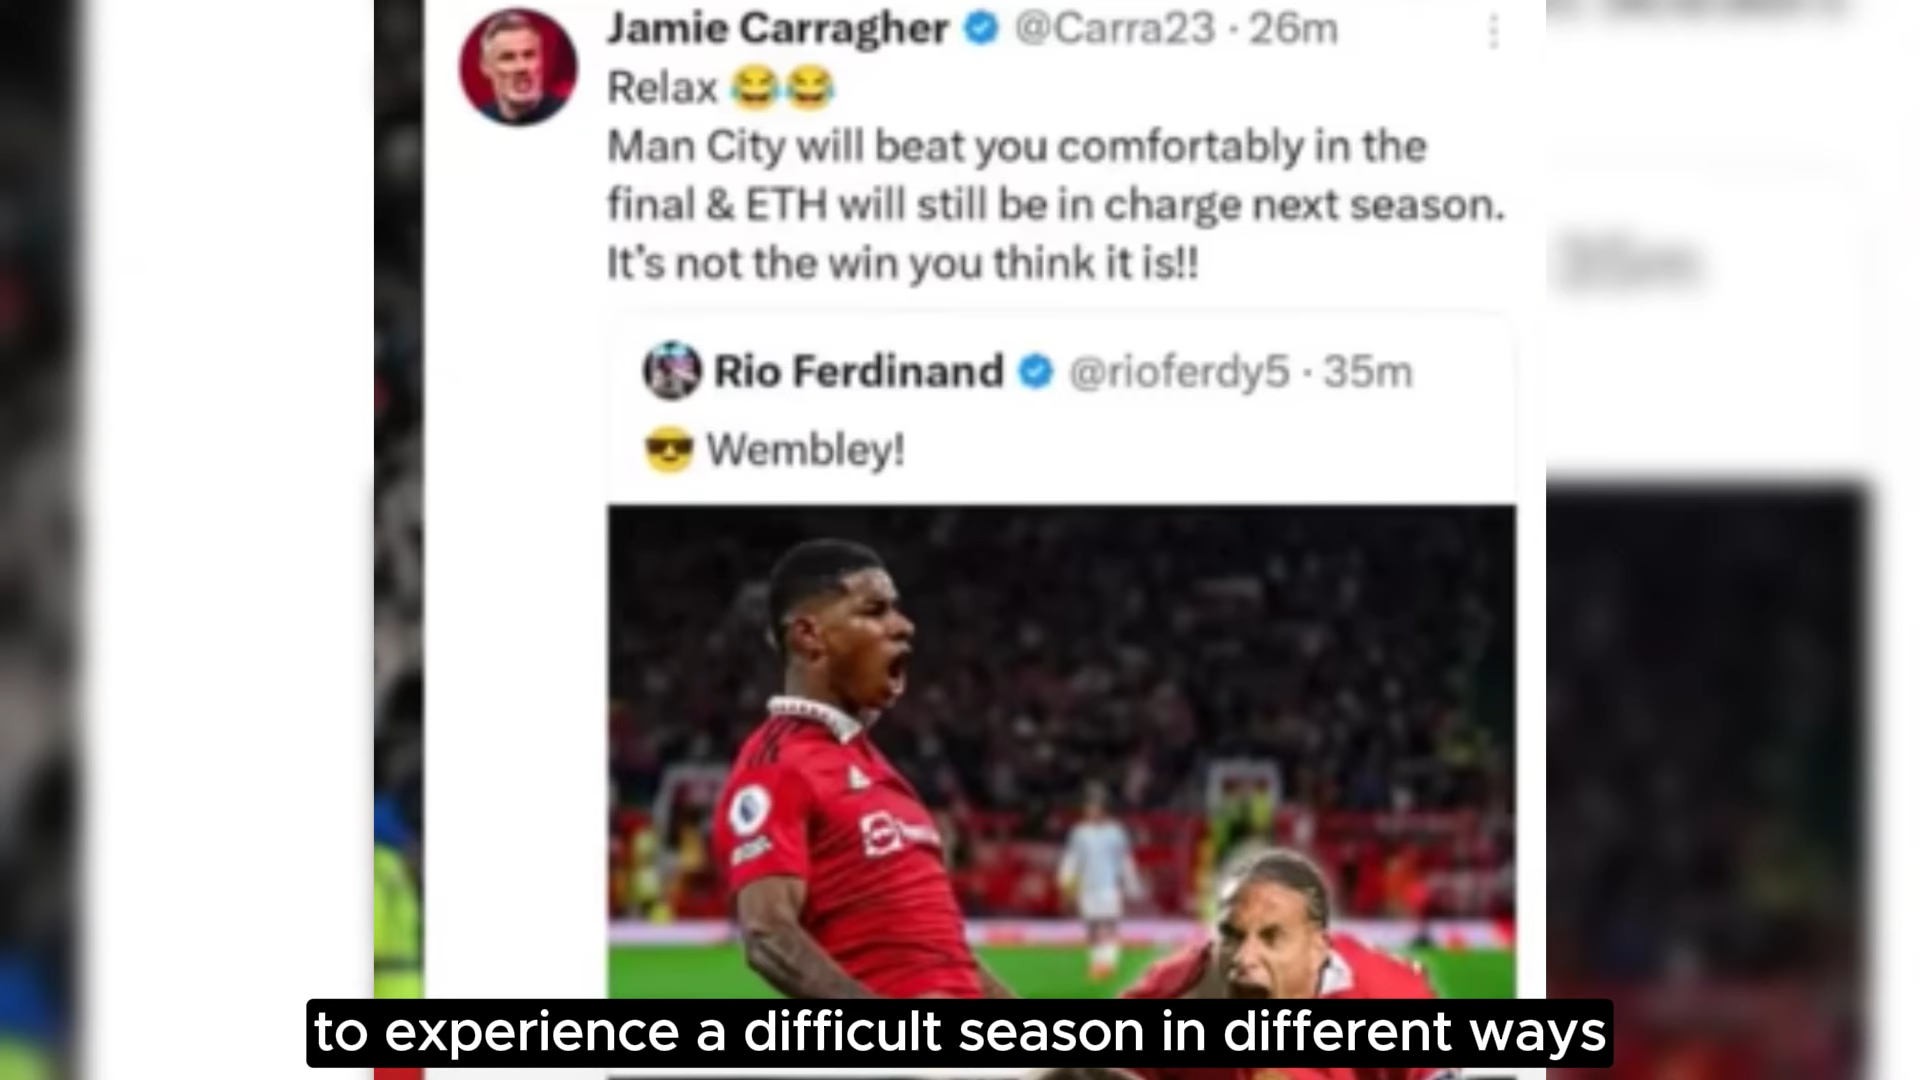 Jamie Carragher @Carra23 · 26m
Relax 😂😂
Man City will beat you comfortably in the
final & ETH will still be in charge next season.
It's not the win you think it is!!
35m
Rio Ferdinand @rioferdy5 · 35m
😎 Wembley!
to experience a difficult season in different ways